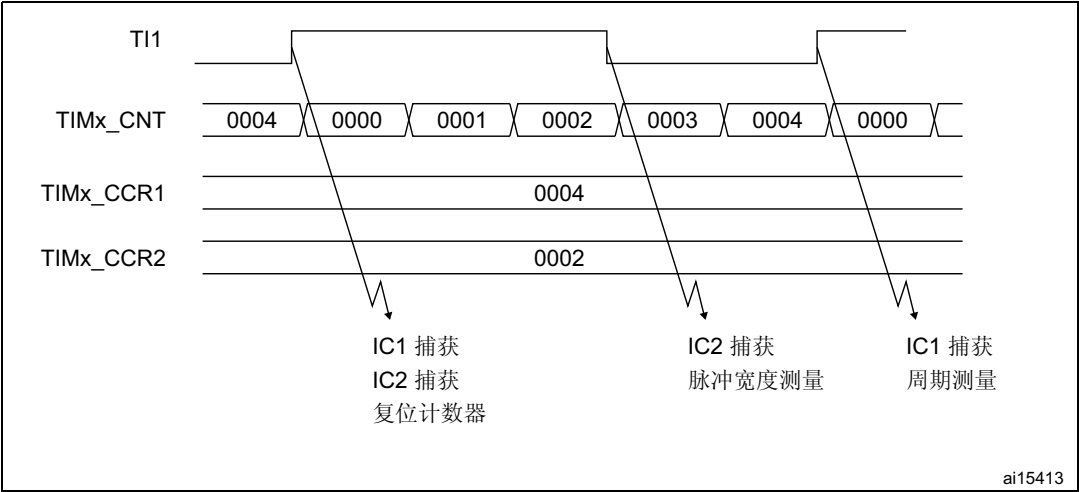 TI1
TIMx_CNT 0004 0000 0001 0002 0003 0004 0000
TIMx_CCR1 0004
TIMx_CCR2 0002
IC1 捕获 IC2 捕获 IC1 捕获
IC2 捕获 脉冲宽度测量 周期测量
复位计数器
ai15413